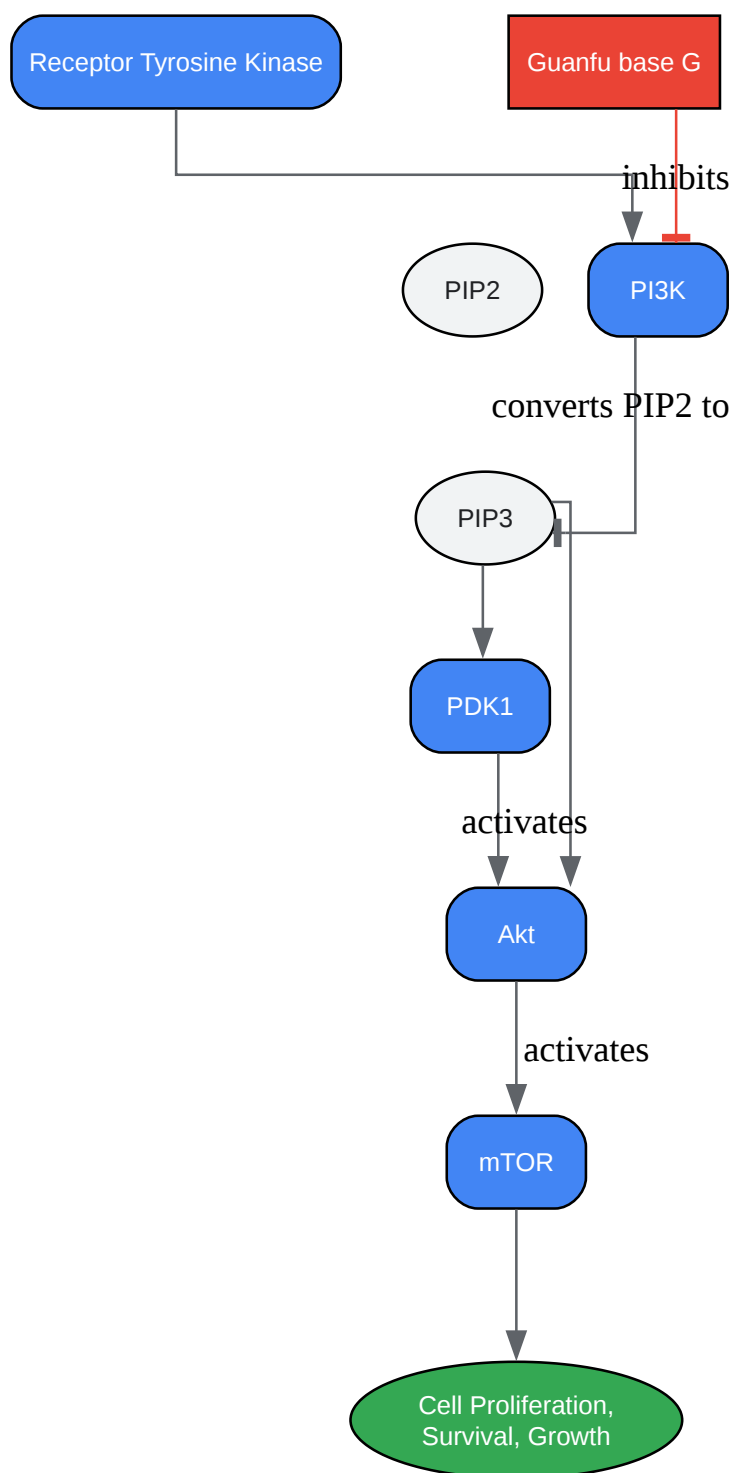 Receptor Tyrosine Kinase
Guanfu base G
inhibits
PIP2
PI3K
converts PIP2 to
PIP3
PDK1
activates
Akt
activates
mTOR
Cell Proliferation,
Survival, Growth